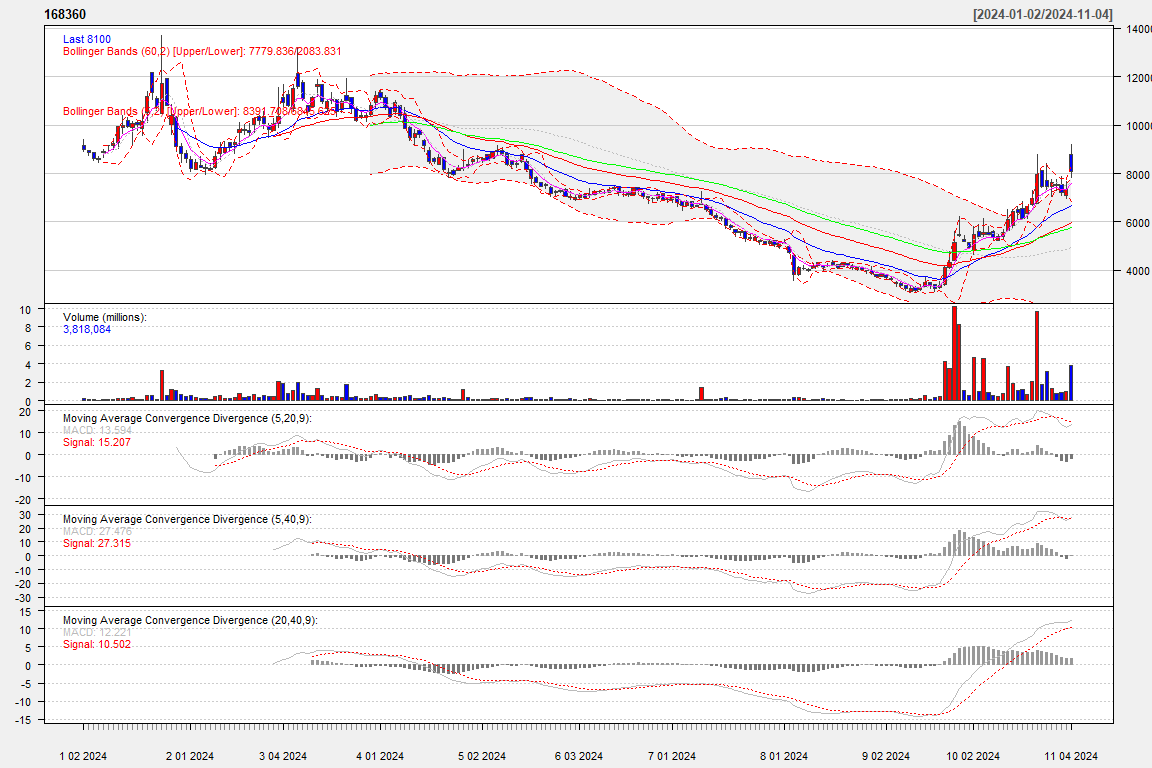 168360 [2024-01-02/2024-11-04]
Last 8100
Bollinger Bands (60,2) [Upper/Lower]: 7779.836/2083.831
Bollinger Bands [Upper/Lower]:
14000
12000
10000
8000
6000
4000
Volume (millions):
3,818,084
10
8
6
4
2
0
Moving Average Convergence Divergence (5,20,9):
MACD: 13.594
Signal: 15.207
20
10
0
-10
-20
Moving Average Convergence Divergence (5,40,9):
MACD: 27.476
Signal: 27.315
30
20
10
0
-10
-20
-30
Moving Average Convergence Divergence (20,40,9):
MACD: 12.221
Signal: 10.502
15
10
5
0
-5
-10
-15
1 02 2024 2 01 2024 3 04 2024 4 01 2024 5 02 2024 6 03 2024 7 01 2024 8 01 2024 9 02 2024 10 02 2024 11 04 2024